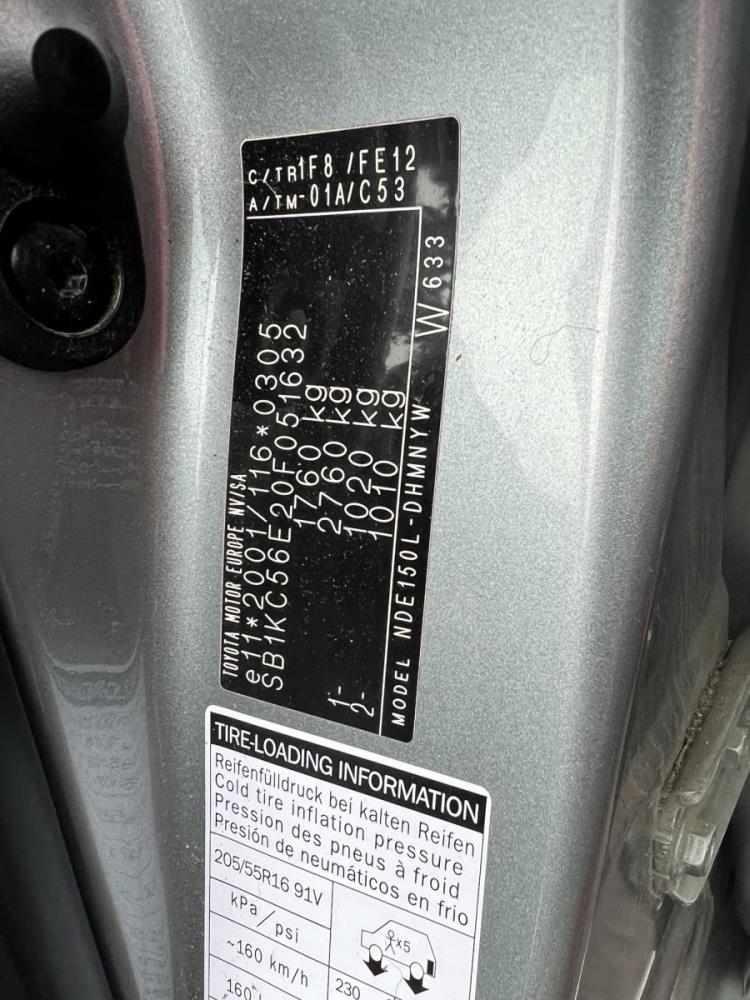 TOYOTA MOTOR EUROPE NV/SA
e11*2001/116*0305
SB1KC56E20F051632
1760 kg
2760 kg
1- 1020 kg
2- 1010 kg
MODEL NDE150L-DHMNYW
W 633
C/TR 1F8 /FE12
A/TM -01A/C53
TIRE-LOADING INFORMATION
Reifenfülldruck bei kalten Reifen
Cold tire inflation pressure
Pression des pneus à froid
Presión de neumáticos en frio
205/55R16 91V
kPa/psi
x5
~160 km/h
230
160